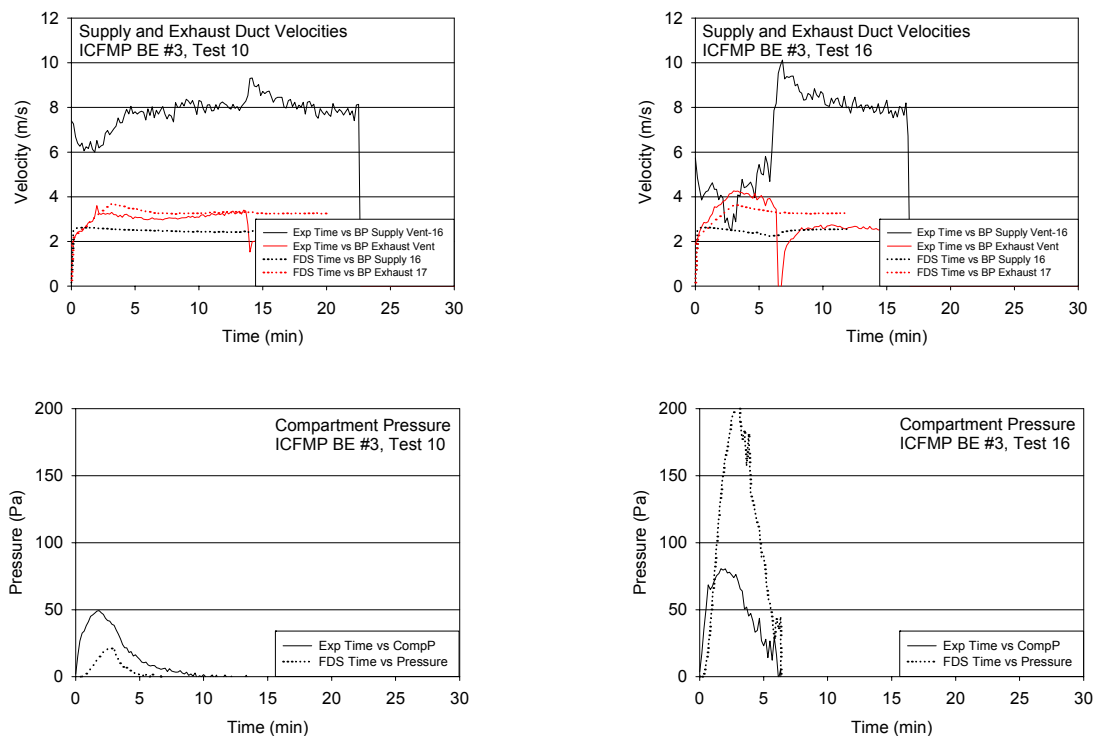 Supply and Exhaust Duct Velocities
ICFMP BE #3, Test 10
Velocity (m/s)
12
10
8
6
4
2
0
Exp Time vs BP Supply Vent-16
Exp Time vs BP Exhaust Vent
FDS Time vs BP Supply 16
FDS Time vs BP Exhaust 17
0 5 10 15 20 25 30
Time (min)
Supply and Exhaust Duct Velocities
ICFMP BE #3, Test 16
Velocity (m/s)
12
10
8
6
4
2
0
Exp Time vs BP Supply Vent-16
Exp Time vs BP Exhaust Vent
FDS Time vs BP Supply 16
FDS Time vs BP Exhaust 17
0 5 10 15 20 25 30
Time (min)
Compartment Pressure
ICFMP BE #3, Test 10
Pressure (Pa)
200
150
100
50
0
Exp Time vs CompP
FDS Time vs Pressure
0 5 10 15 20 25 30
Time (min)
Compartment Pressure
ICFMP BE #3, Test 16
Pressure (Pa)
200
150
100
50
0
Exp Time vs CompP
FDS Time vs Pressure
0 5 10 15 20 25 30
Time (min)